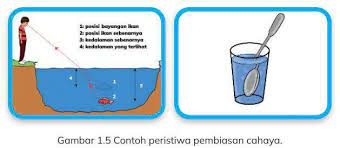 1: posisi bayangan ikan
2: posisi ikan sebenarnya
3: kedalaman sebenarnya
4: kedalaman yang terlihat
4
1
2
3
Gambar 1.5 Contoh peristiwa pembiasan cahaya.